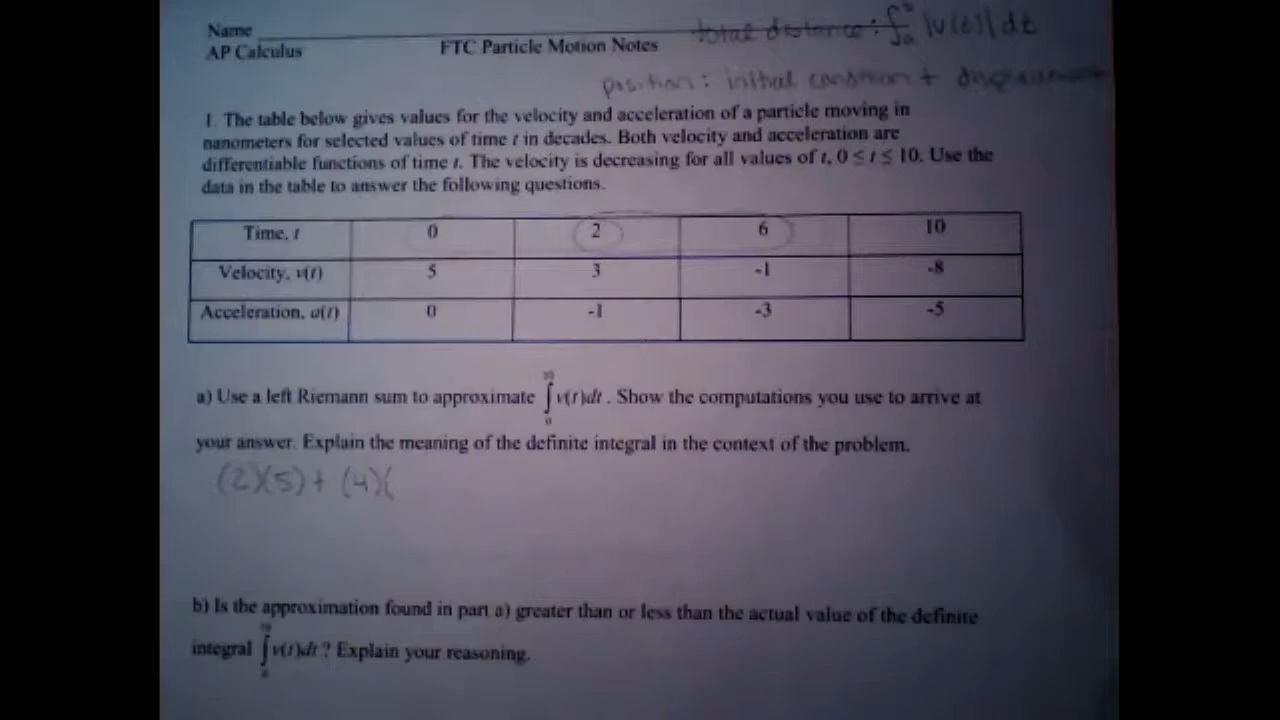 Name
total distance: ∫ₐᵇ |v(t)| dt
AP Calculus FTC Particle Motion Notes
position: initial condition + displacement
1. The table below gives values for the velocity and acceleration of a particle moving in
nanometers for selected values of time t in decades. Both velocity and acceleration are
differentiable functions of time t. The velocity is decreasing for all values of t, 0 ≤ t ≤ 10. Use the
data in the table to answer the following questions.
Time, t 0 2 6 10
Velocity, v(t) 5 3 -1 -8
Acceleration, a(t) 0 -1 -3 -5
a) Use a left Riemann sum to approximate ∫₀¹⁰ v(t)dt. Show the computations you use to arrive at
your answer. Explain the meaning of the definite integral in the context of the problem.
(2)(5) + (4)(
b) Is the approximation found in part a) greater than or less than the actual value of the definite
integral ∫₀¹⁰ v(t)dt? Explain your reasoning.